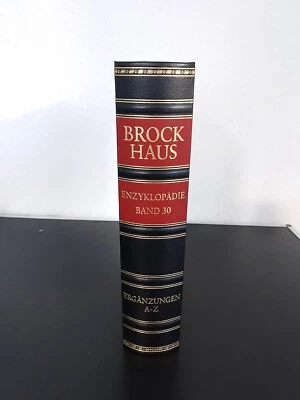 BROCK
HAUS
ENZYKLOPÄDIE
BAND 30
ERGÄNZUNGEN
A-Z